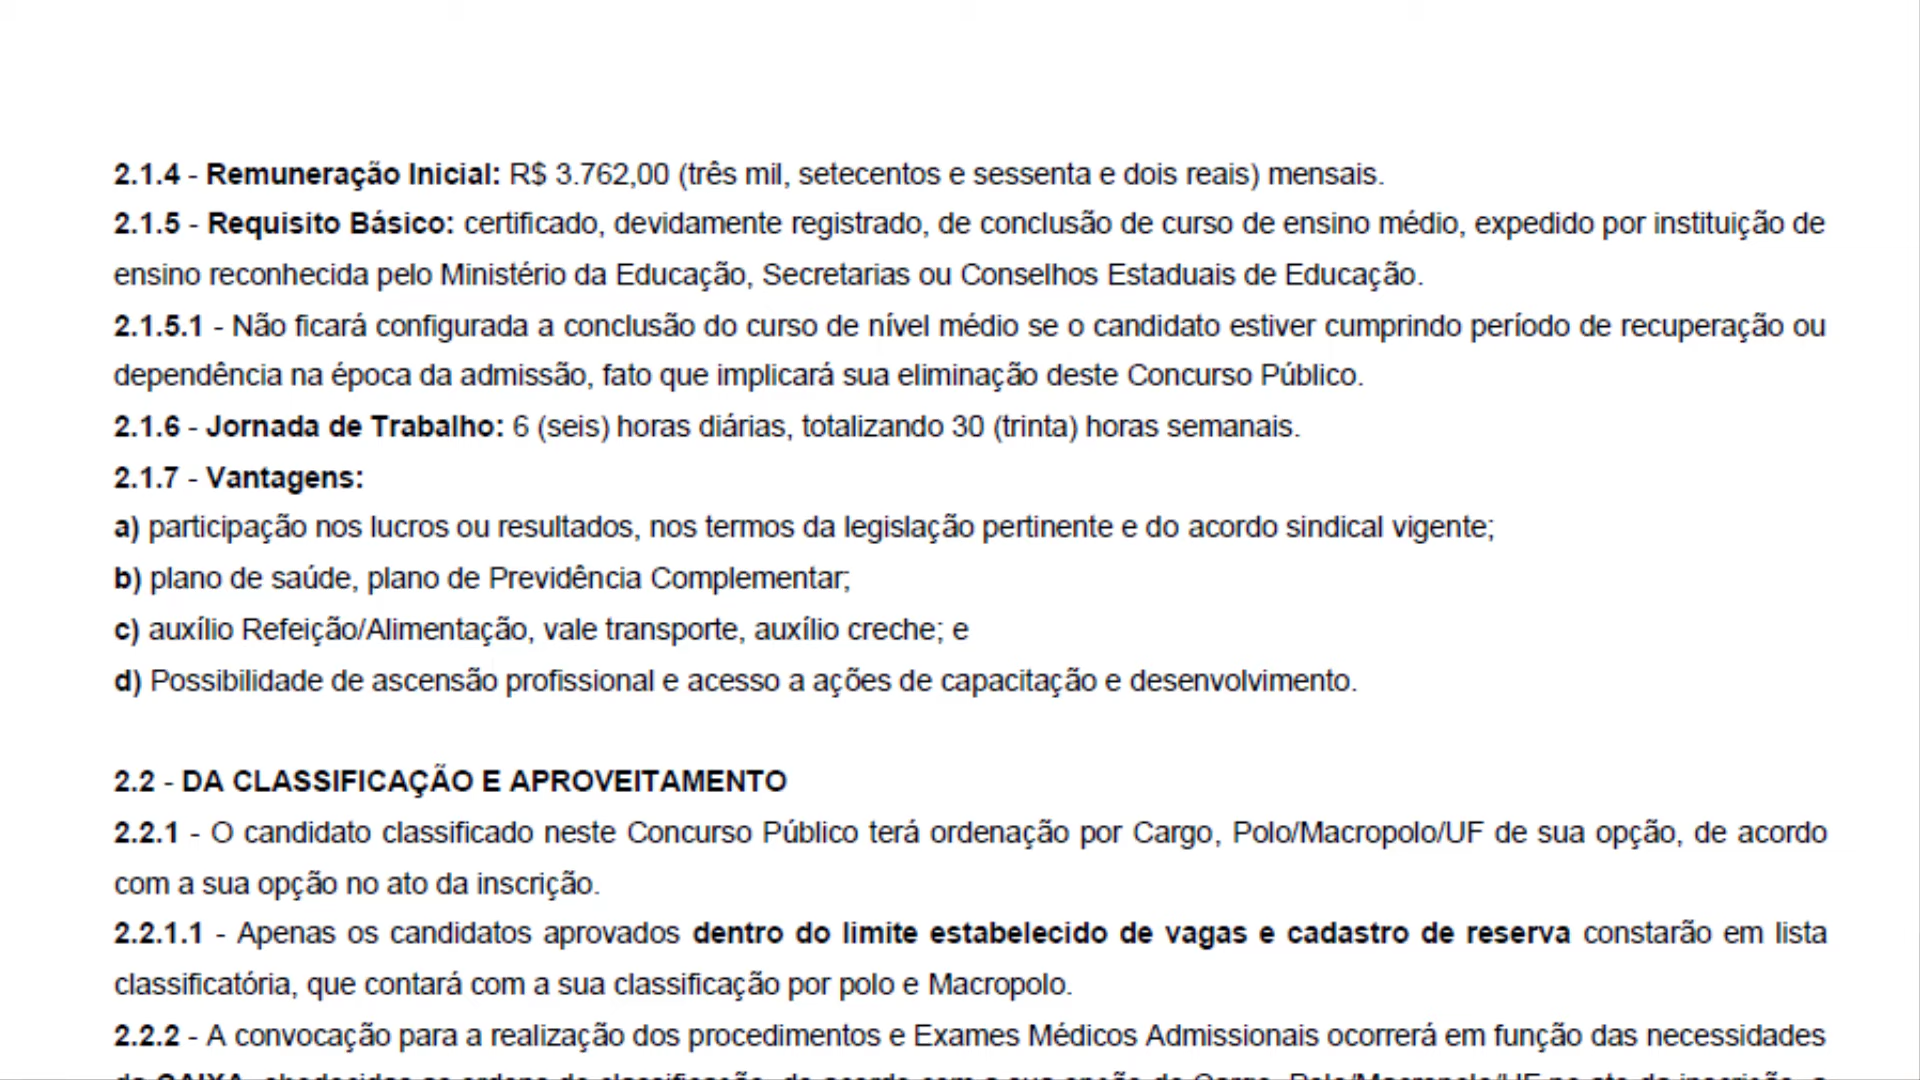 2.1.4 - Remuneração Inicial: R$ 3.762,00 (três mil, setecentos e sessenta e dois reais) mensais.
2.1.5 - Requisito Básico: certificado, devidamente registrado, de conclusão de curso de ensino médio, expedido por instituição de
ensino reconhecida pelo Ministério da Educação, Secretarias ou Conselhos Estaduais de Educação.
2.1.5.1 - Não ficará configurada a conclusão do curso de nível médio se o candidato estiver cumprindo período de recuperação ou
dependência na época da admissão, fato que implicará sua eliminação deste Concurso Público.
2.1.6 - Jornada de Trabalho: 6 (seis) horas diárias, totalizando 30 (trinta) horas semanais.
2.1.7 - Vantagens:
a) participação nos lucros ou resultados, nos termos da legislação pertinente e do acordo sindical vigente;
b) plano de saúde, plano de Previdência Complementar;
c) auxílio Refeição/Alimentação, vale transporte, auxílio creche; e
d) Possibilidade de ascensão profissional e acesso a ações de capacitação e desenvolvimento.
2.2 - DA CLASSIFICAÇÃO E APROVEITAMENTO
2.2.1 - O candidato classificado neste Concurso Público terá ordenação por Cargo, Polo/Macropolo/UF de sua opção, de acordo
com a sua opção no ato da inscrição.
2.2.1.1 - Apenas os candidatos aprovados dentro do limite estabelecido de vagas e cadastro de reserva constarão em lista
classificatória, que contará com a sua classificação por polo e Macropolo.
2.2.2 - A convocação para a realização dos procedimentos e Exames Médicos Admissionais ocorrerá em função das necessidades